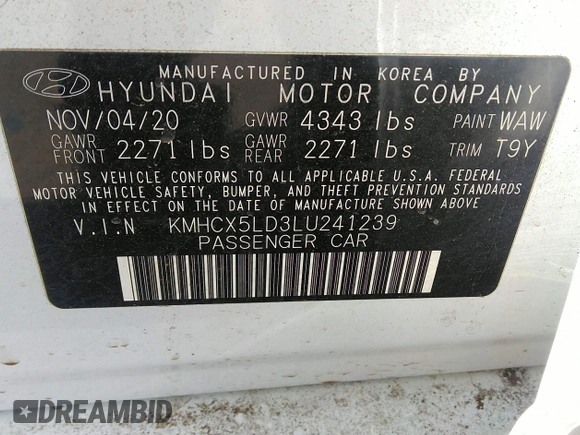 MANUFACTURED IN KOREA BY
HYUNDAI MOTOR COMPANY
NOV/04/20 GVWR 4343 lbs PAINT WAW
GAWR FRONT 2271 lbs GAWR REAR 2271 lbs TRIM T9Y
THIS VEHICLE CONFORMS TO ALL APPLICABLE U.S.A. FEDERAL
MOTOR VEHICLE SAFETY, BUMPER, AND THEFT PREVENTION STANDARDS
IN EFFECT ON THE DATE OF MANUFACTURE SHOWN ABOVE
V.I.N KMHCX5LD3LU241239
PASSENGER CAR
DREAMBID